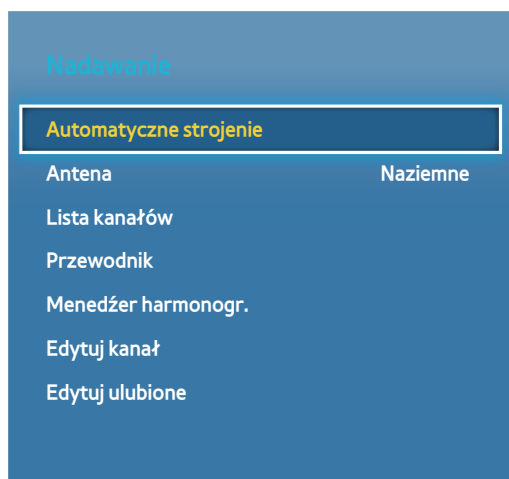 Nadawanie
Automatyczne strojenie
Antena Naziemne
Lista kanałów
Przewodnik
Menedźer harmonogr.
Edytuj kanał
Edytuj ulubione